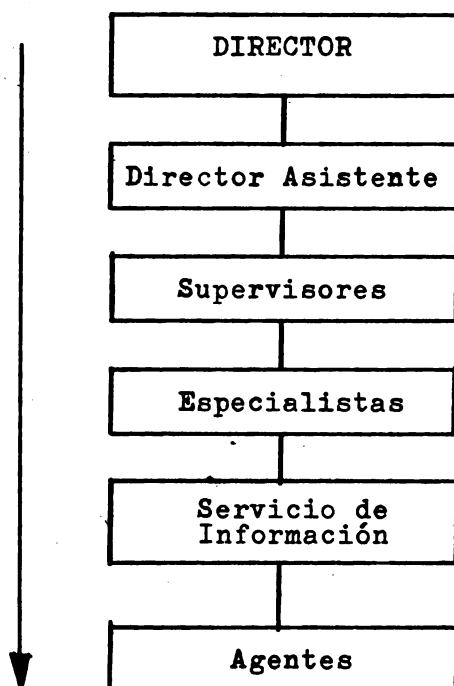 DIRECTOR
Director Asistente
Supervisores
Especialistas
Servicio de
Información
Agentes